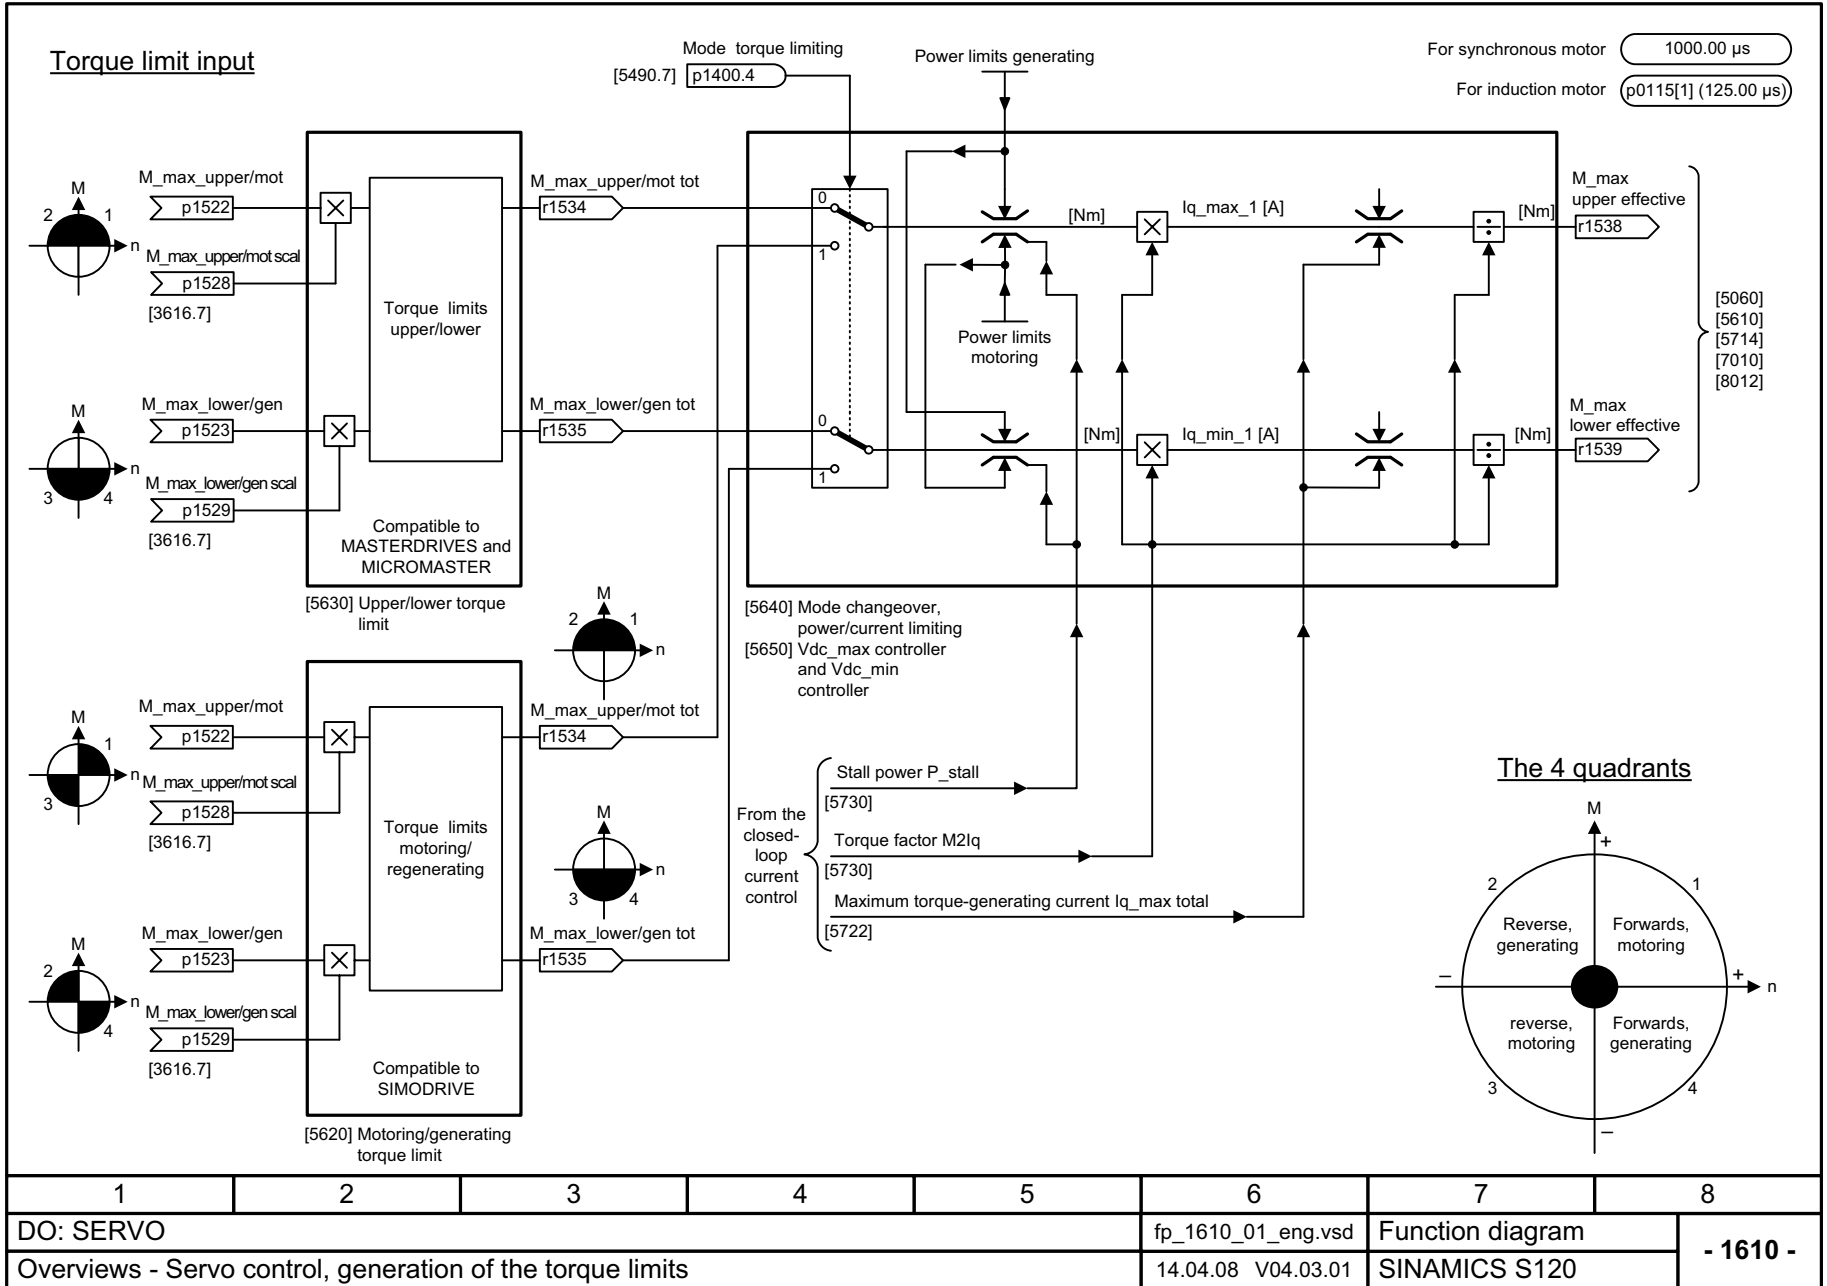 Torque limit input
Mode torque limiting
[5490.7] p1400.4
Power limits generating
For synchronous motor 1000.00 µs
For induction motor p0115[1] (125.00 µs)
M
2 1
n
M_max_upper/mot
p1522
M_max_upper/mot scal
p1528
[3616.7]
M
n
3 4
M_max_lower/gen
p1523
M_max_lower/gen scal
p1529
[3616.7]
Torque limits
upper/lower
Compatible to
MASTERDRIVES and
MICROMASTER
[5630] Upper/lower torque
limit
M_max_upper/mot tot
r1534
M_max_lower/gen tot
r1535
0
1
0
1
Power limits
motoring
[Nm]
Iq_max_1 [A]
[Nm]
[Nm]
Iq_min_1 [A]
[Nm]
M_max
upper effective
r1538
M_max
lower effective
r1539
[5060]
[5610]
[5714]
[7010]
[8012]
[5640] Mode changeover,
power/current limiting
[5650] Vdc_max controller
and Vdc_min
controller
M
2 1
n
M
1
n
3
M_max_upper/mot
p1522
M_max_upper/mot scal
p1528
[3616.7]
M
2
n
4
M_max_lower/gen
p1523
M_max_lower/gen scal
p1529
[3616.7]
Torque limits
motoring/
regenerating
Compatible to
SIMODRIVE
[5620] Motoring/generating
torque limit
M_max_upper/mot tot
r1534
M
n
3 4
M_max_lower/gen tot
r1535
From the
closed-
loop
current
control
Stall power P_stall
[5730]
Torque factor M2Iq
[5730]
Maximum torque-generating current Iq_max total
[5722]
The 4 quadrants
M
+
2 1
Reverse,
generating
Forwards,
motoring
– + n
reverse,
motoring
Forwards,
generating
3 4
–
1 2 3 4 5 6 7 8
DO: SERVO
fp_1610_01_eng.vsd
Function diagram
- 1610 -
Overviews - Servo control, generation of the torque limits
14.04.08 V04.03.01
SINAMICS S120